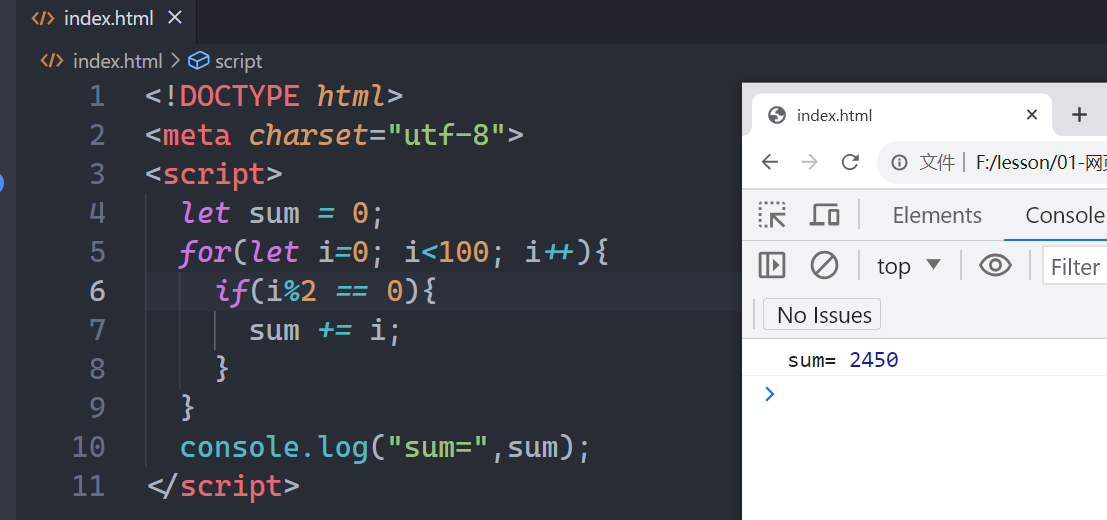 index.html
index.html > script
1 <!DOCTYPE html>
2 <meta charset="utf-8">
3 <script>
4 let sum = 0;
5 for(let i=0; i<100; i++){
6 if(i%2 == 0){
7 sum += i;
8 }
9 }
10 console.log("sum=",sum);
11 </script>
index.html
文件 | F:/lesson/01-网页
Elements Console
top Filter
No Issues
sum= 2450